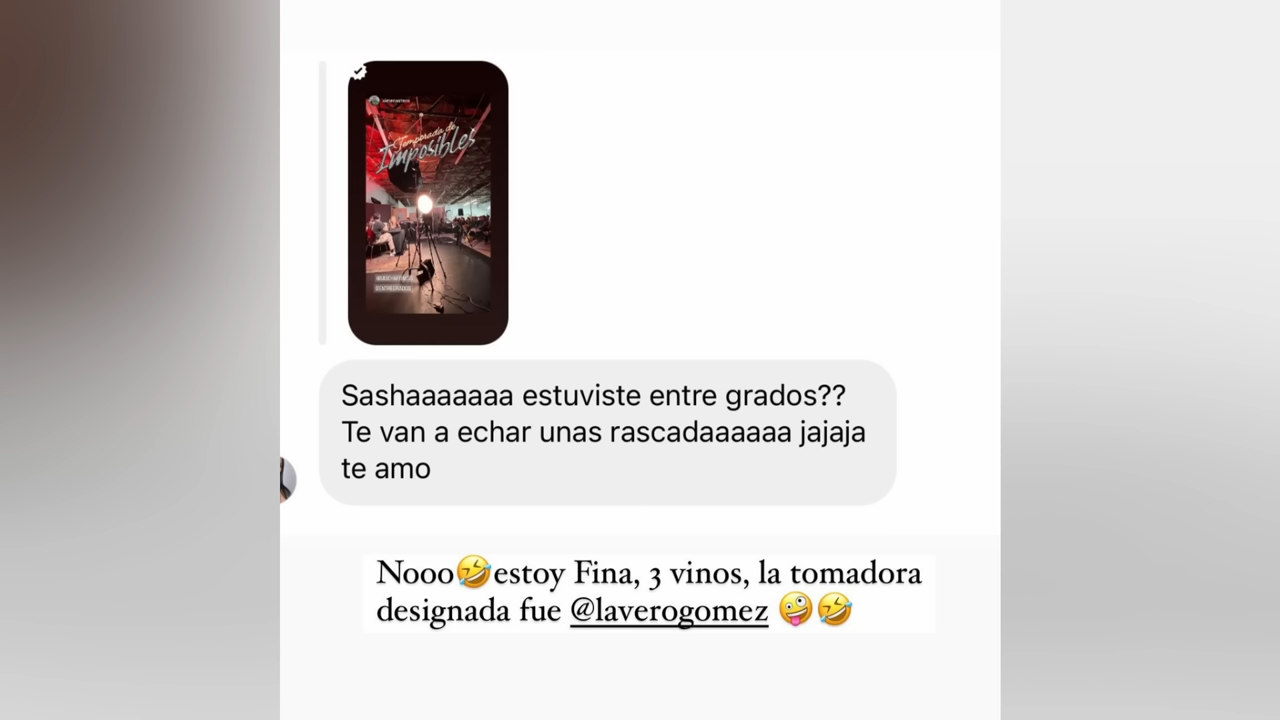 Temporada de
Imposibles
Sashaaaaaaa estuviste entre grados??
Te van a echar unas rascadaaaaaa jajaja
te amo
Nooo🤣estoy Fina, 3 vinos, la tomadora
designada fue @laverogomez 🤪🤣